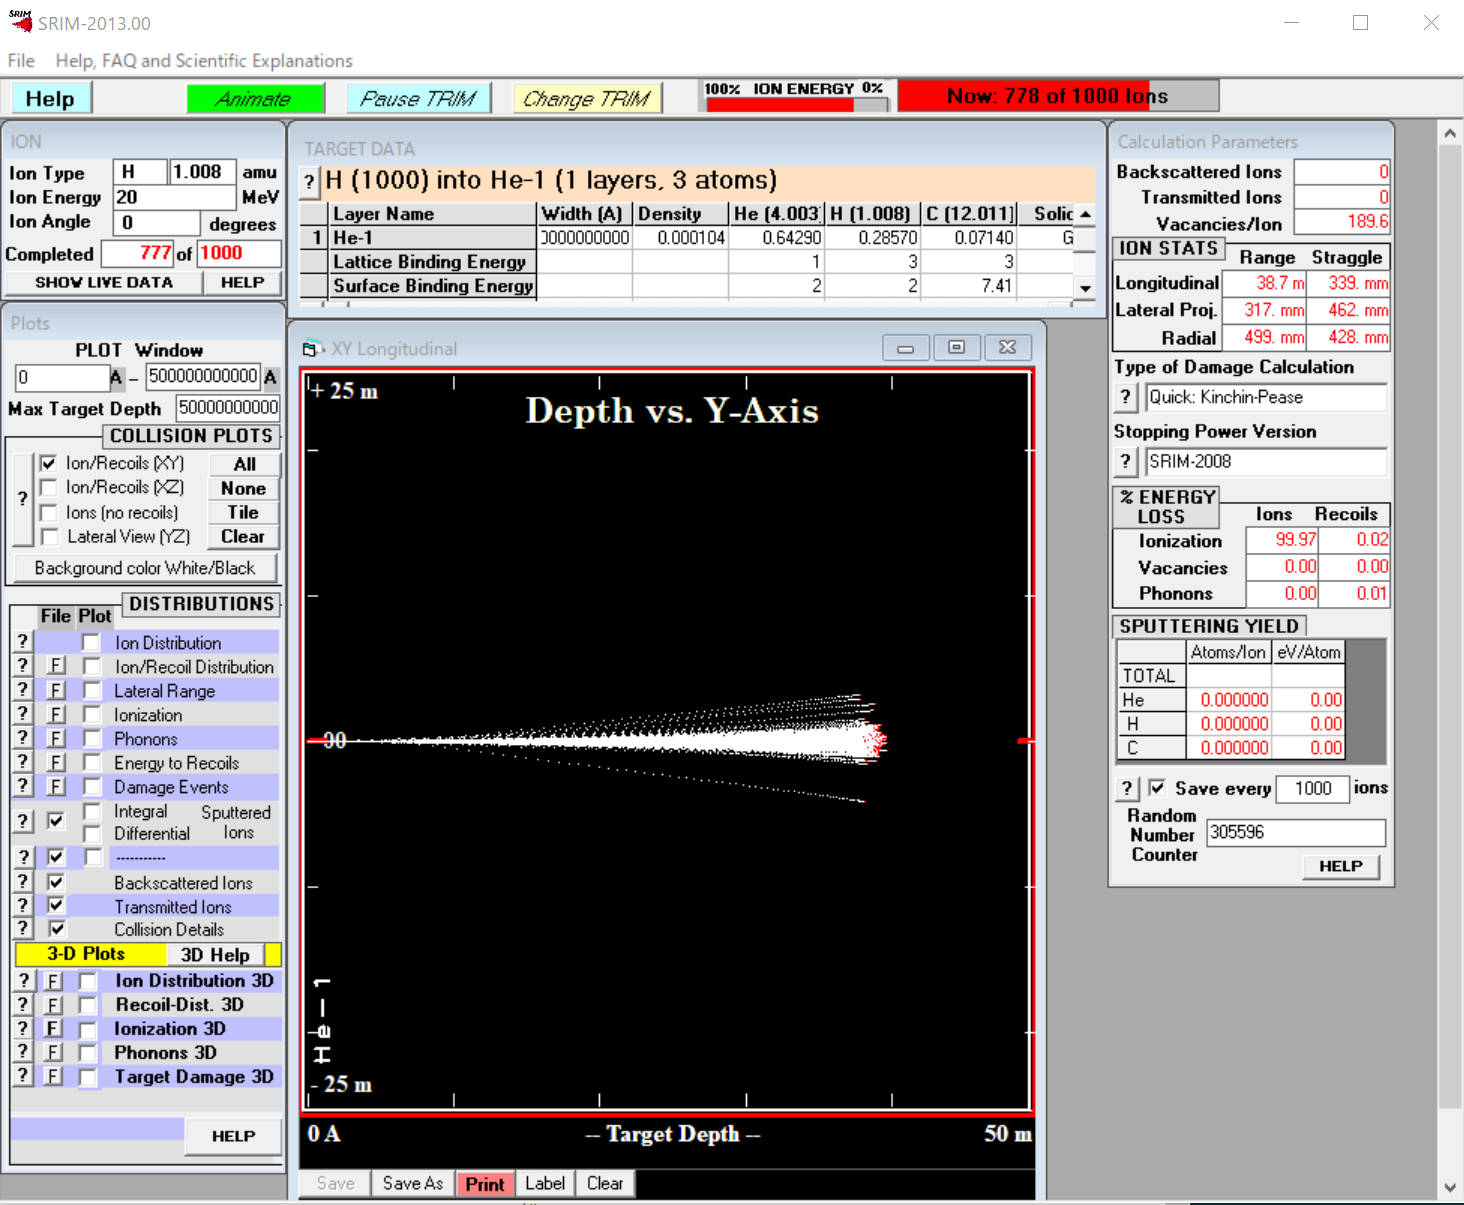 SRIM-2013.00
File Help, FAQ and Scientific Explanations
Help Animate Pause TRIM Change TRIM 100% ION ENERGY 0% Now: 778 of 1000 Ions
ION
Ion Type H 1.008 amu
Ion Energy 20 MeV
Ion Angle 0 degrees
Completed 777 of 1000
SHOW LIVE DATA HELP
Plots
PLOT Window
0 A - 500000000000 A
Max Target Depth 50000000000
COLLISION PLOTS
Ion/Recoils (XY) All
Ion/Recoils (XZ) None
? Ions (no recoils) Tile
Lateral View (YZ) Clear
Background color White/Black
DISTRIBUTIONS
File Plot
? Ion Distribution
? F Ion/Recoil Distribution
? F Lateral Range
? F Ionization
? F Phonons
? F Energy to Recoils
? F Damage Events
? Integral Sputtered
Differential Ions
? -----------
? Backscattered Ions
? Transmitted Ions
? Collision Details
3-D Plots 3D Help
? F Ion Distribution 3D
? F Recoil-Dist. 3D
? F Ionization 3D
? F Phonons 3D
? F Target Damage 3D
HELP
TARGET DATA
? H (1000) into He-1 (1 layers, 3 atoms)
Layer Name Width (A) Density He (4.003) H (1.008) C (12.011) Solid
1 He-1 0000000000 0.000104 0.64290 0.28570 0.07140 G
Lattice Binding Energy 1 3 3
Surface Binding Energy 2 2 7.41
XY Longitudinal
+ 25 m
Depth vs. Y-Axis
He-1
- 25 m
0 A -- Target Depth -- 50 m
Save Save As Print Label Clear
Calculation Parameters
Backscattered Ions 0
Transmitted Ions 0
Vacancies/Ion 189.6
ION STATS Range Straggle
Longitudinal 38.7 m 339. mm
Lateral Proj. 317. mm 462. mm
Radial 499. mm 428. mm
Type of Damage Calculation
? Quick: Kinchin-Pease
Stopping Power Version
? SRIM-2008
% ENERGY LOSS Ions Recoils
Ionization 99.97 0.02
Vacancies 0.00 0.00
Phonons 0.00 0.01
SPUTTERING YIELD
Atoms/Ion eV/Atom
TOTAL
He 0.000000 0.00
H 0.000000 0.00
C 0.000000 0.00
? Save every 1000 ions
Random
Number 305596
Counter
HELP